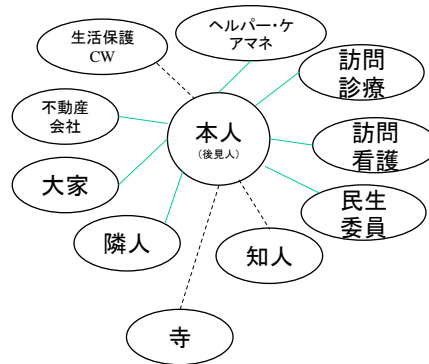 生活保護
CW
ヘルパー・ケ
アマネ
訪問
診療
不動産
会社
本人
（後見人）
訪問
看護
大家
民生
委員
隣人
知人
寺